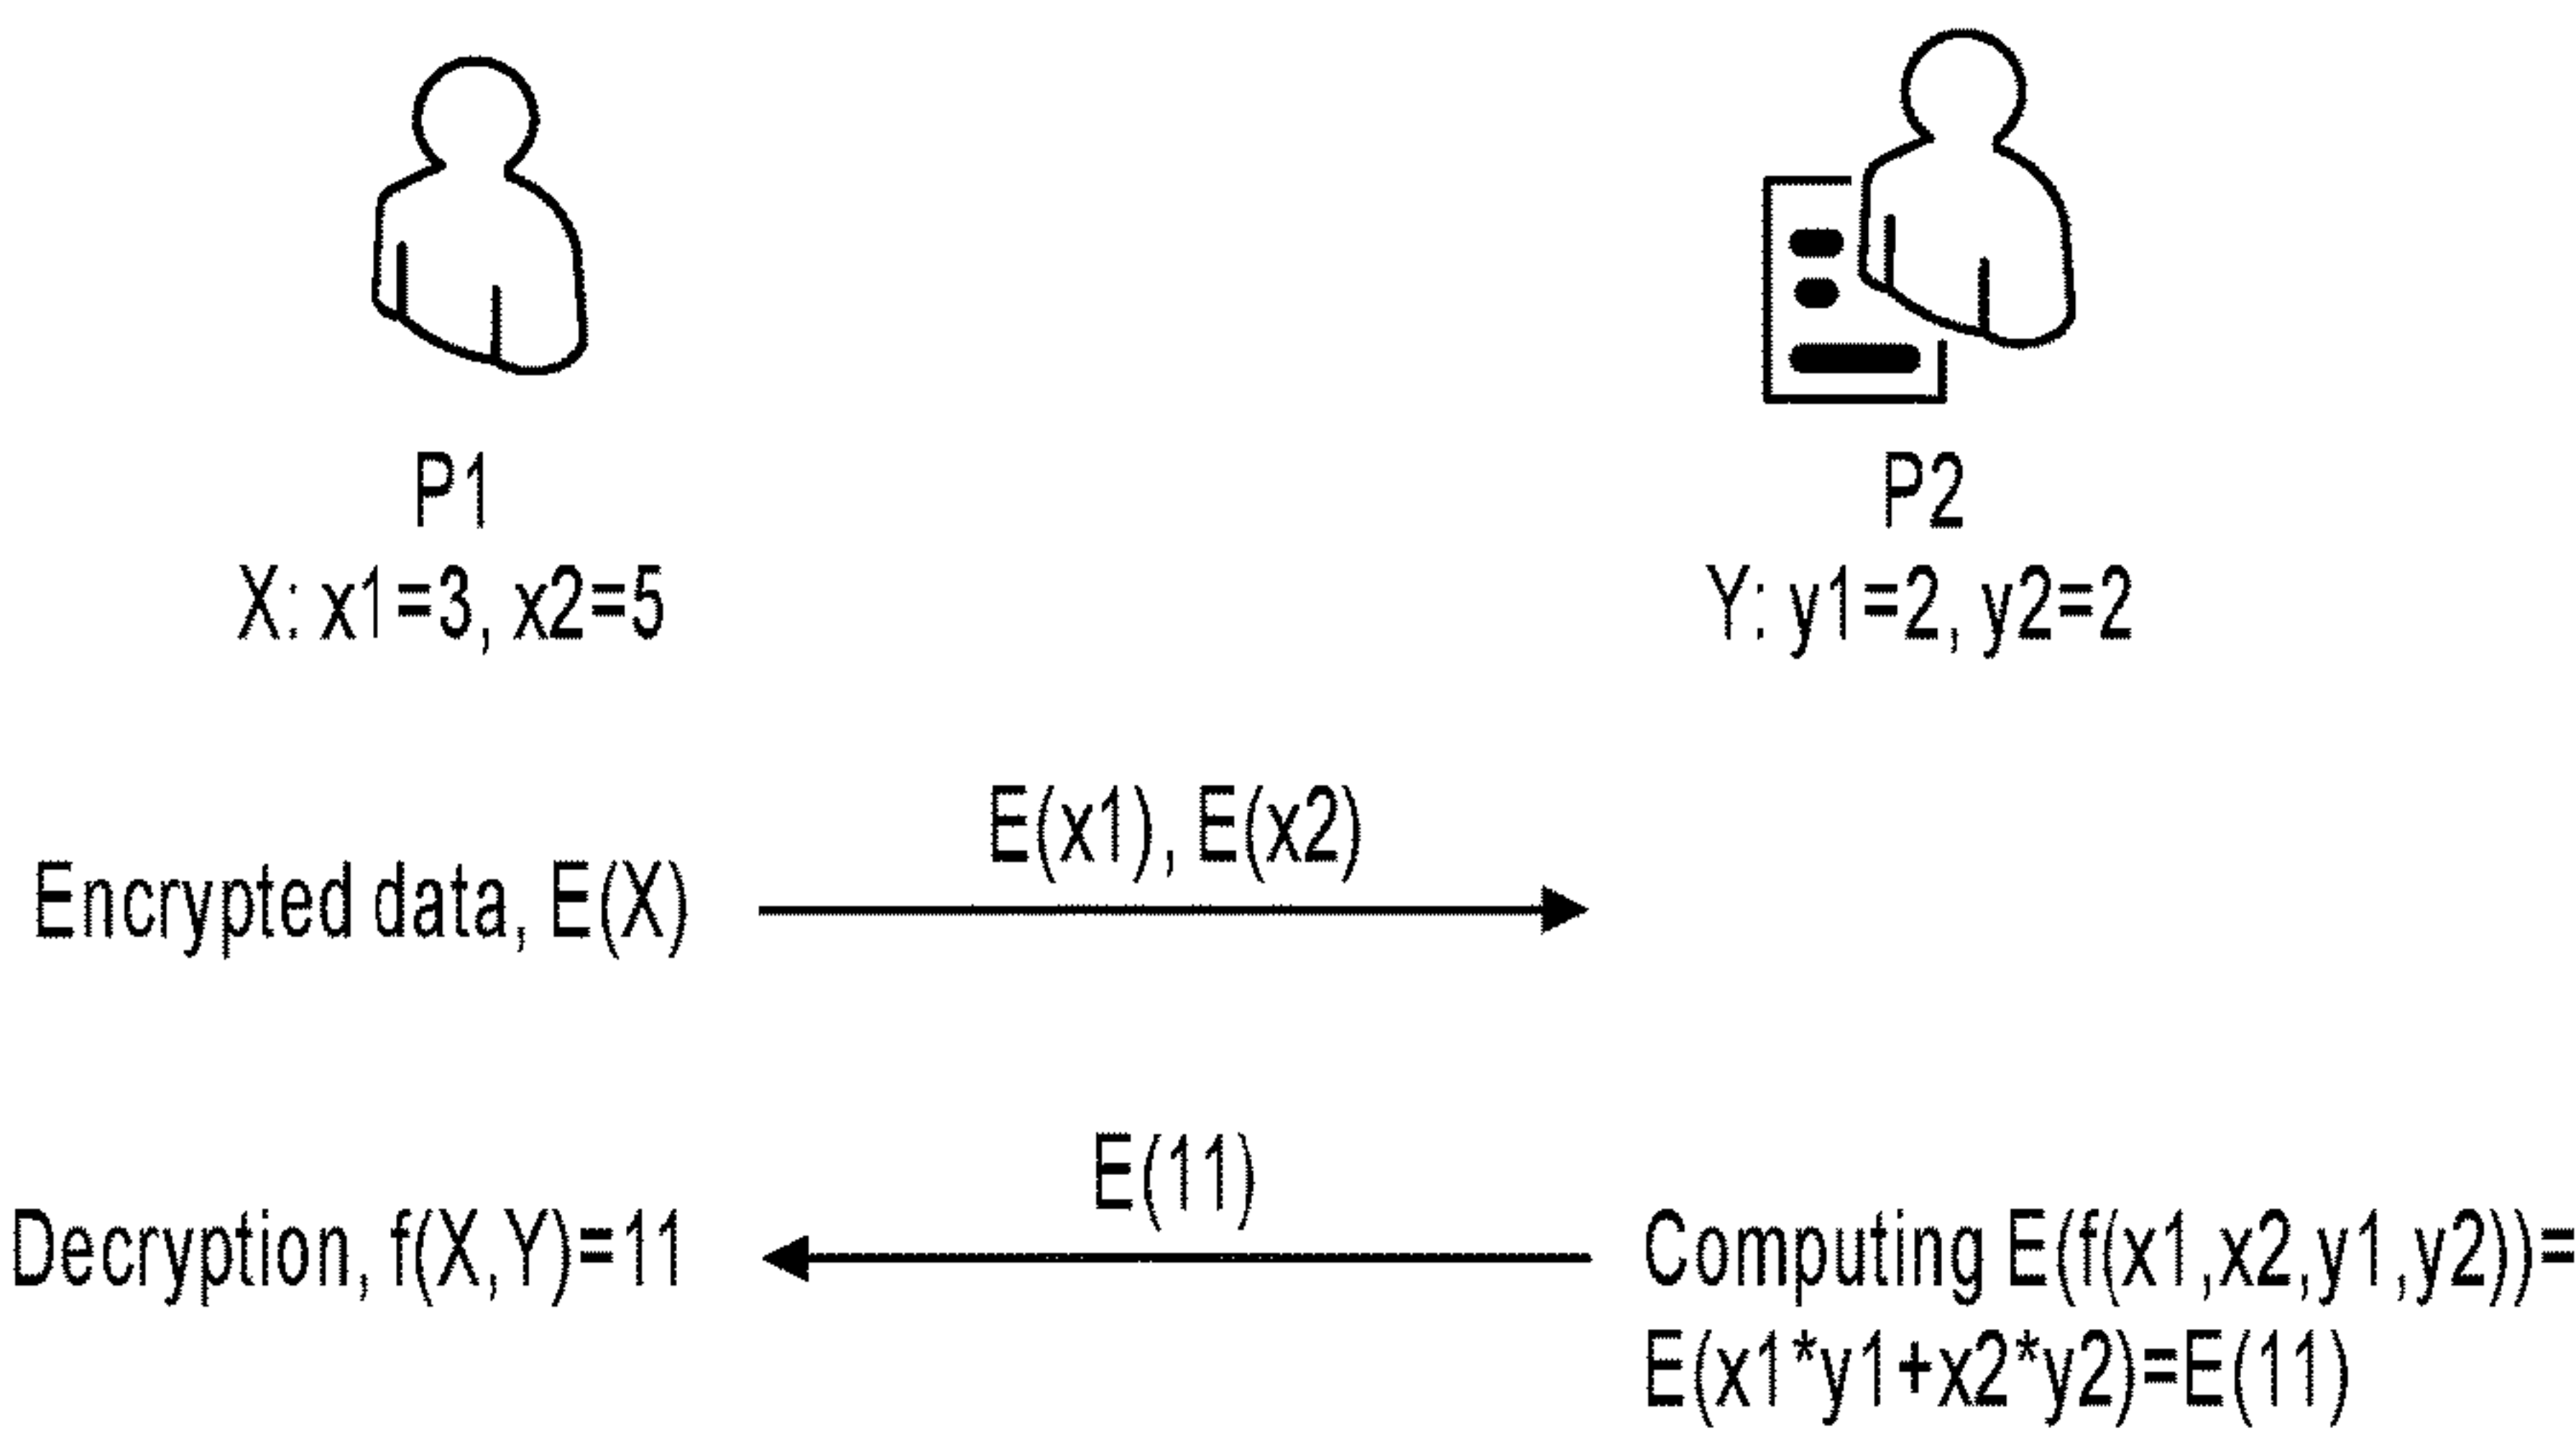 P1
X: x1=3, x2=5
P2
Y: y1=2, y2=2
E(x1), E(x2)
Encrypted data, E(X)
E(11)
Decryption, f(X,Y)=11
Computing E(f(x1,x2,y1,y2))=
E(x1*y1+x2*y2)=E(11)